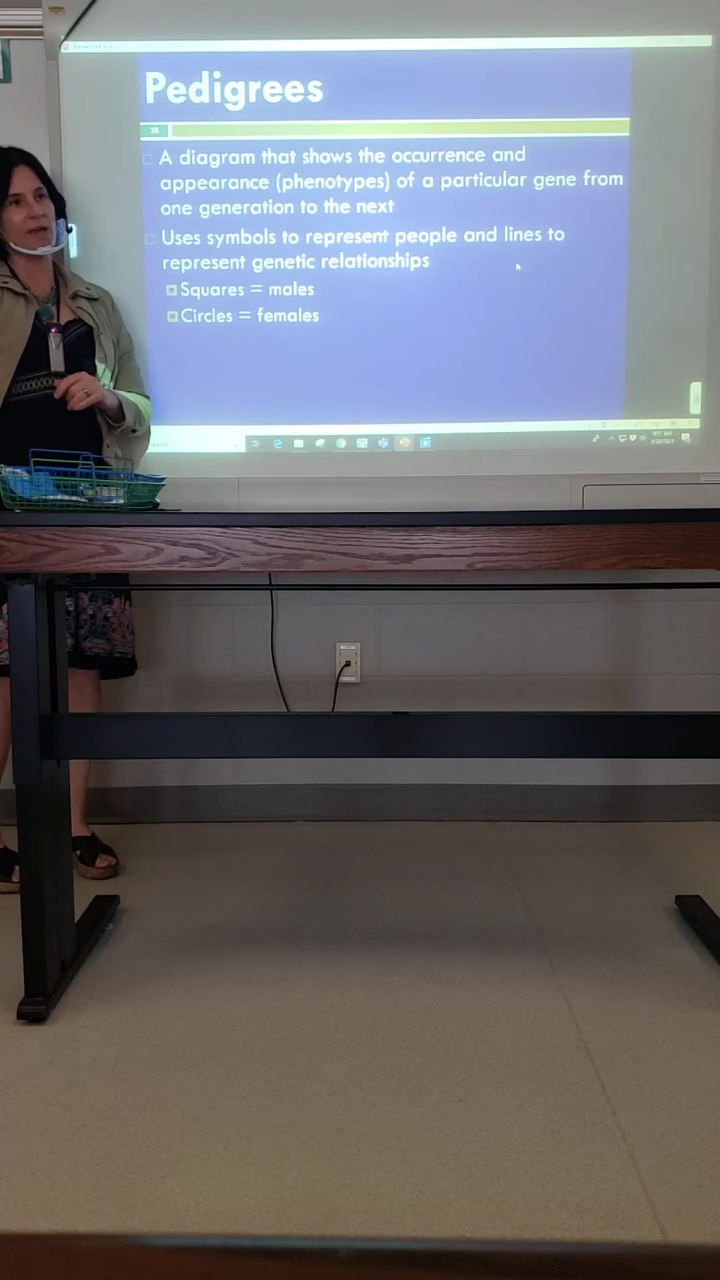 Pedigrees
38
A diagram that shows the occurrence and
appearance (phenotypes) of a particular gene from
one generation to the next
Uses symbols to represent people and lines to
represent genetic relationships
Squares = males
Circles = females